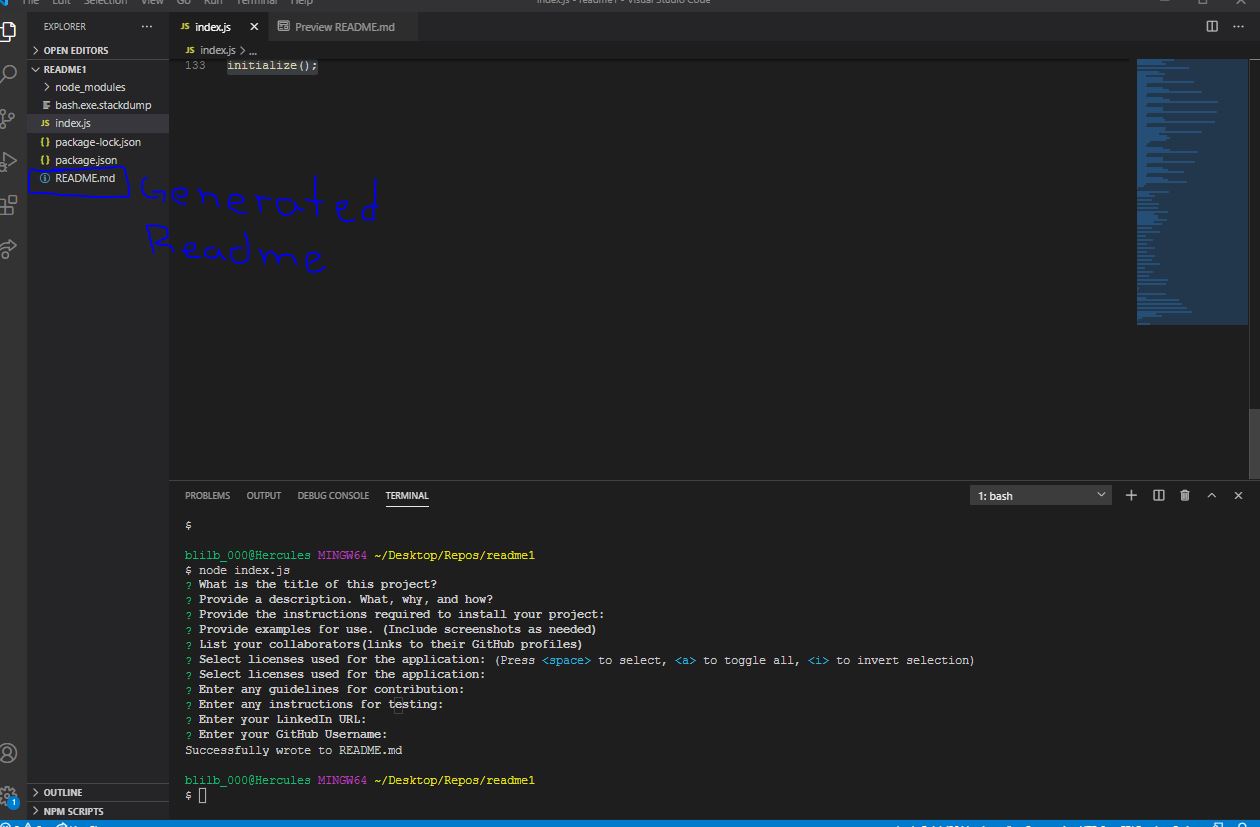 File Edit Selection View Go Run Terminal Help
index.js - readme1 - Visual Studio Code
EXPLORER ...
JS index.js × Preview README.md ...
> OPEN EDITORS
JS index.js > ...
README1
133 initialize();
> node_modules
bash.exe.stackdump
JS index.js
{} package-lock.json
{} package.json
README.md
Generated
Readme
PROBLEMS OUTPUT DEBUG CONSOLE TERMINAL
1: bash
$
blilb_000@Hercules MINGW64 ~/Desktop/Repos/readme1
$ node index.js
? What is the title of this project?
? Provide a description. What, why, and how?
? Provide the instructions required to install your project:
? Provide examples for use. (Include screenshots as needed)
? List your collaborators(links to their GitHub profiles)
? Select licenses used for the application: (Press <space> to select, <a> to toggle all, <i> to invert selection)
? Select licenses used for the application:
? Enter any guidelines for contribution:
? Enter any instructions for testing:
? Enter your LinkedIn URL:
? Enter your GitHub Username:
Successfully wrote to README.md
blilb_000@Hercules MINGW64 ~/Desktop/Repos/readme1
$
1
> OUTLINE
> NPM SCRIPTS